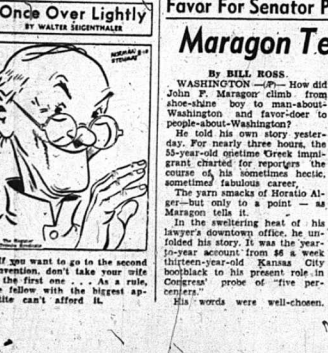 Once Over Lightly
BY WALTER SEIGENTHALER
The Register
Tribune Syndicate
If you want to go to the second
nvention, don't take your wife
the first one . . . As a rule,
e fellow with the biggest ap-
tite can't afford it.
Favor For Senator P
Maragon Te
By BILL ROSS.
WASHINGTON —(AP)— How did
John F. Maragon climb from
shoe-shine boy to man-about-
Washington and favor-doer to
people-about-Washington?
He told his own story yester-
day. For nearly three hours, the
55-year-old onetime Greek immi-
grant charted for reporters the
course of his sometimes hectic,
sometimes fabulous career.
The yarn smacks of Horatio Al-
ger—but only to a point — as
Maragon tells it.
In the sweltering heat of his
lawyer's downtown office, he un-
folded his story. It was the year-
to-year account from $6 a week
thirteen-year-old Kansas City
bootblack to his present role in
Congress' probe of "five per-
centers."
His words were well-chosen.